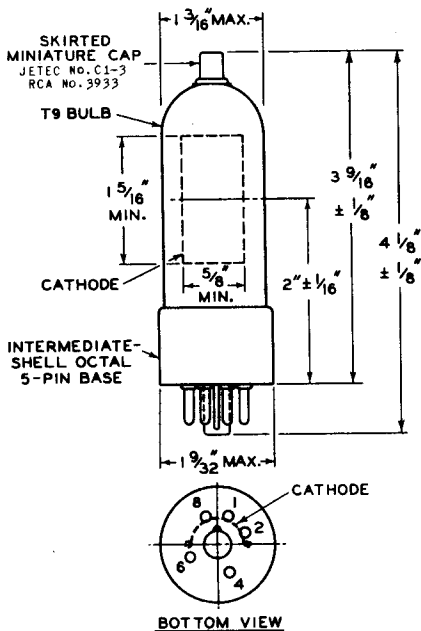 1 3/16" MAX.
SKIRTED
MINIATURE CAP
JETEC NO. C1-3
RCA NO. 3933
T9 BULB
1 5/16"
MIN.
3 9/16"
± 1/8"
4 1/8"
± 1/8"
CATHODE
5/8"
MIN.
2" ± 1/16"
INTERMEDIATE-
SHELL OCTAL
5-PIN BASE
1 9/32" MAX.
CATHODE
8
1
2
6
4
BOTTOM VIEW